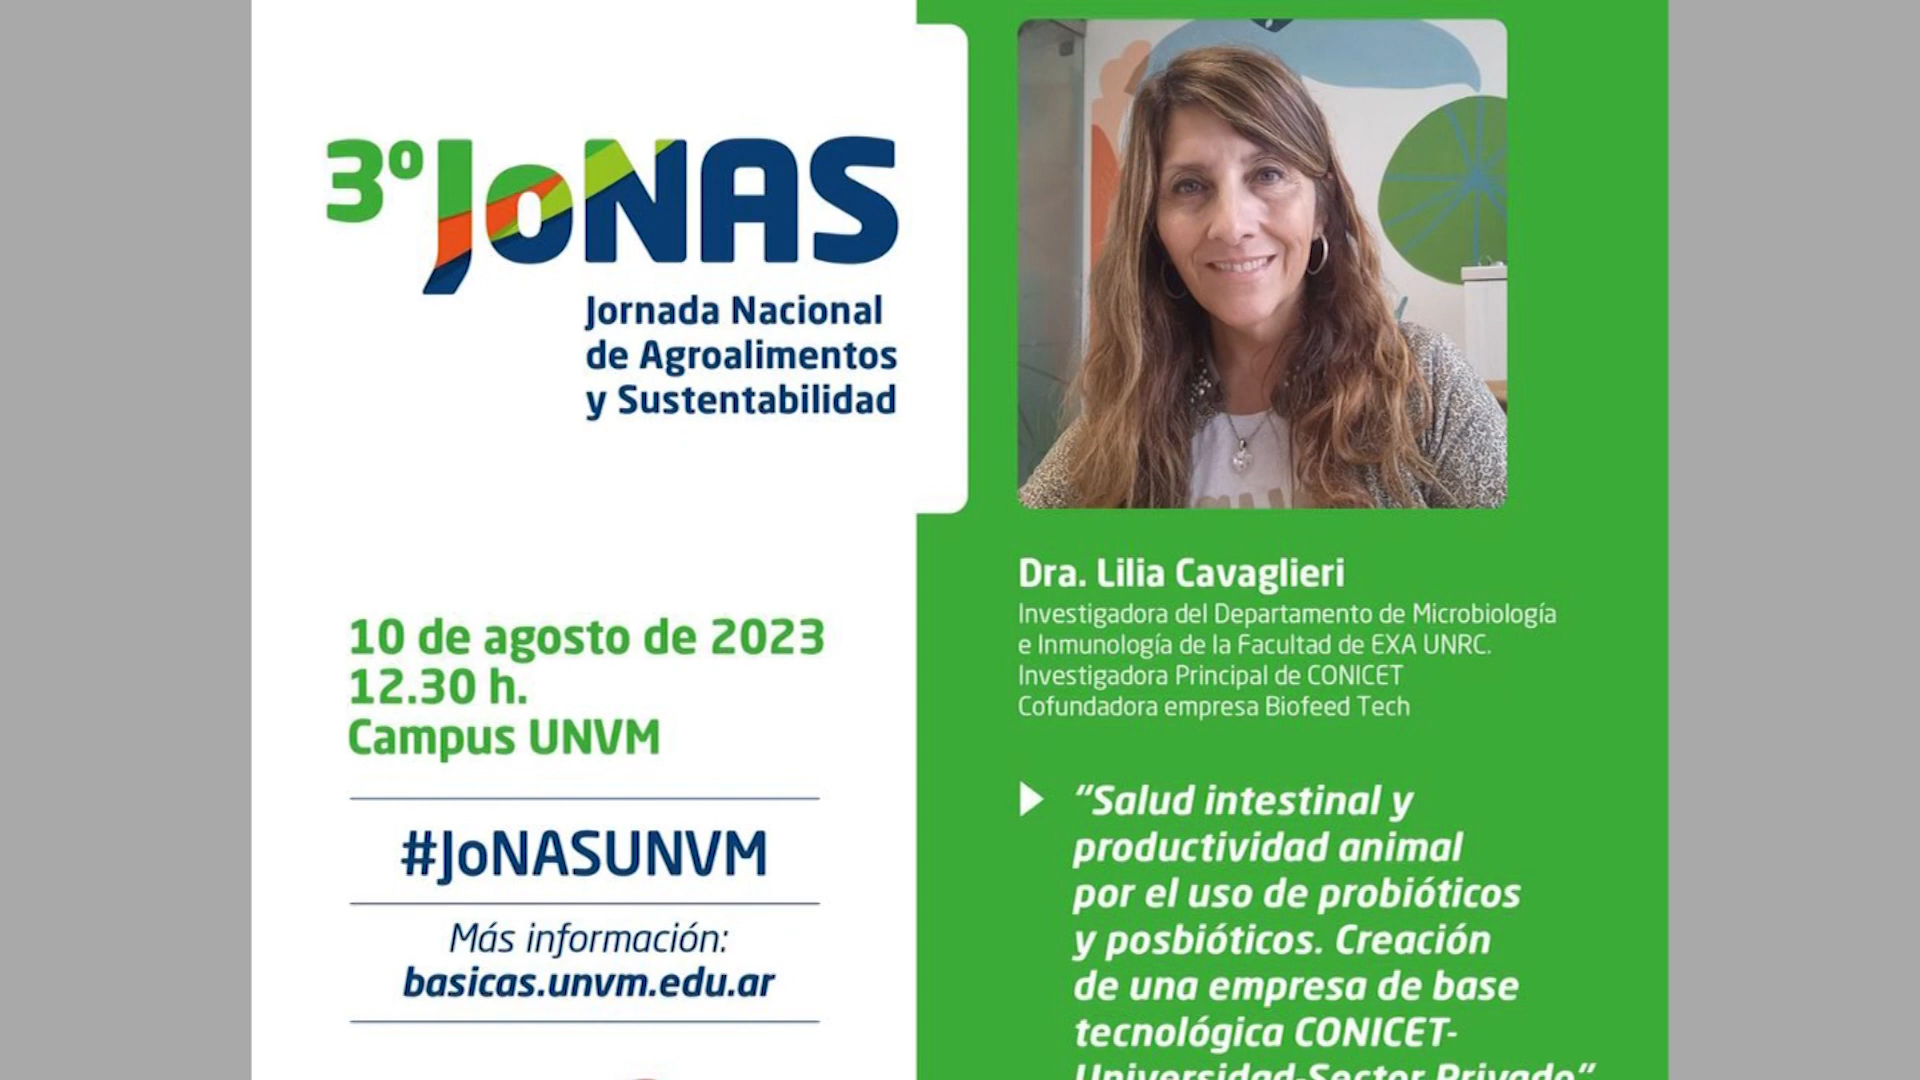 3º JoNAS
Jornada Nacional
de Agroalimentos
y Sustentabilidad
10 de agosto de 2023
12.30 h.
Campus UNVM
#JoNASUNVM
Más información:
basicas.unvm.edu.ar
Dra. Lilia Cavaglieri
Investigadora del Departamento de Microbiología
e Inmunología de la Facultad de EXA UNRC.
Investigadora Principal de CONICET
Cofundadora empresa Biofeed Tech
“Salud intestinal y
productividad animal
por el uso de probióticos
y posbióticos. Creación
de una empresa de base
tecnológica CONICET-
Universidad-Sector Privado”